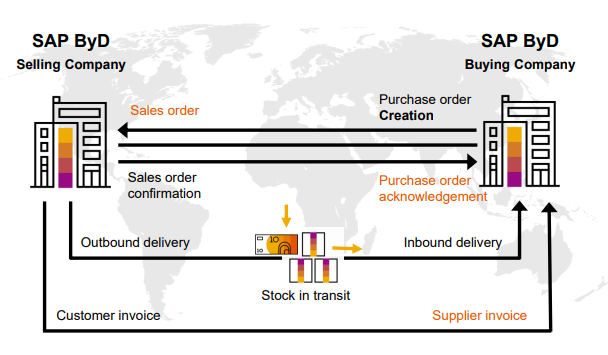 SAP ByD
Selling Company
SAP ByD
Buying Company
Sales order
Purchase order
Creation
Sales order
confirmation
Purchase order
acknowledgement
Outbound delivery
10
Inbound delivery
Stock in transit
Customer invoice
Supplier invoice